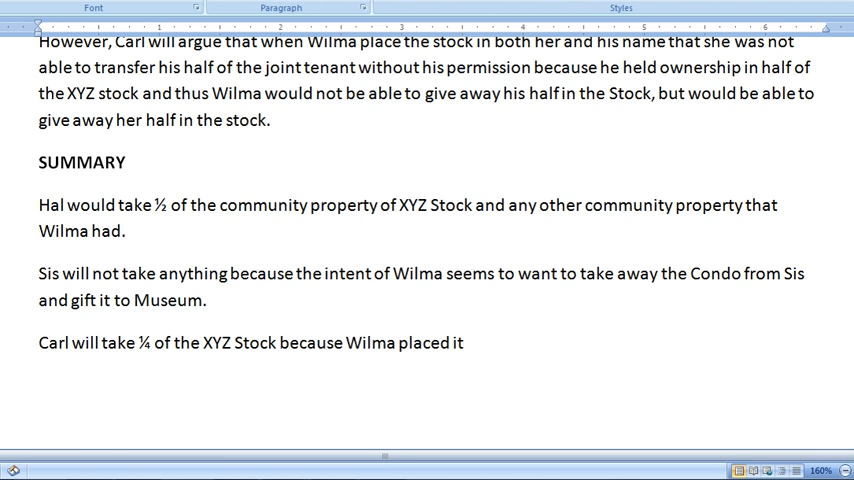 Font Paragraph Styles
1 2 3 4 5 6
However, Carl will argue that when Wilma place the stock in both her and his name that she was not
able to transfer his half of the joint tenant without his permission because he held ownership in half of
the XYZ stock and thus Wilma would not be able to give away his half in the Stock, but would be able to
give away her half in the stock.
SUMMARY
Hal would take ½ of the community property of XYZ Stock and any other community property that
Wilma had.
Sis will not take anything because the intent of Wilma seems to want to take away the Condo from Sis
and gift it to Museum.
Carl will take ¼ of the XYZ Stock because Wilma placed it
160%